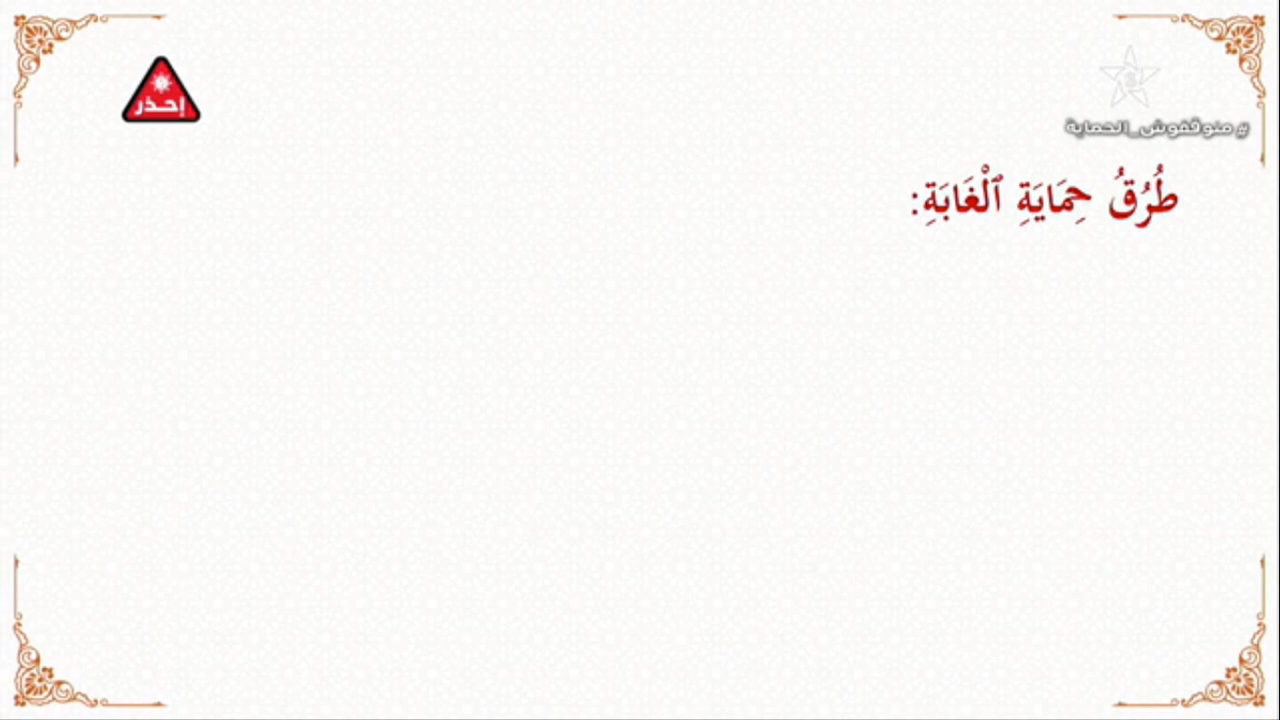 إحذر
# منوقفوش_الحماية
طُرُقُ حِمَايَةِ ٱلْغَابَةِ: